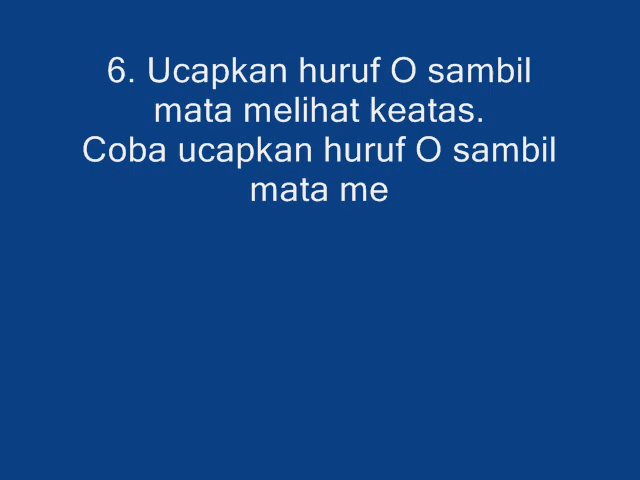 6. Ucapkan huruf O sambil
mata melihat keatas.
Coba ucapkan huruf O sambil
mata me